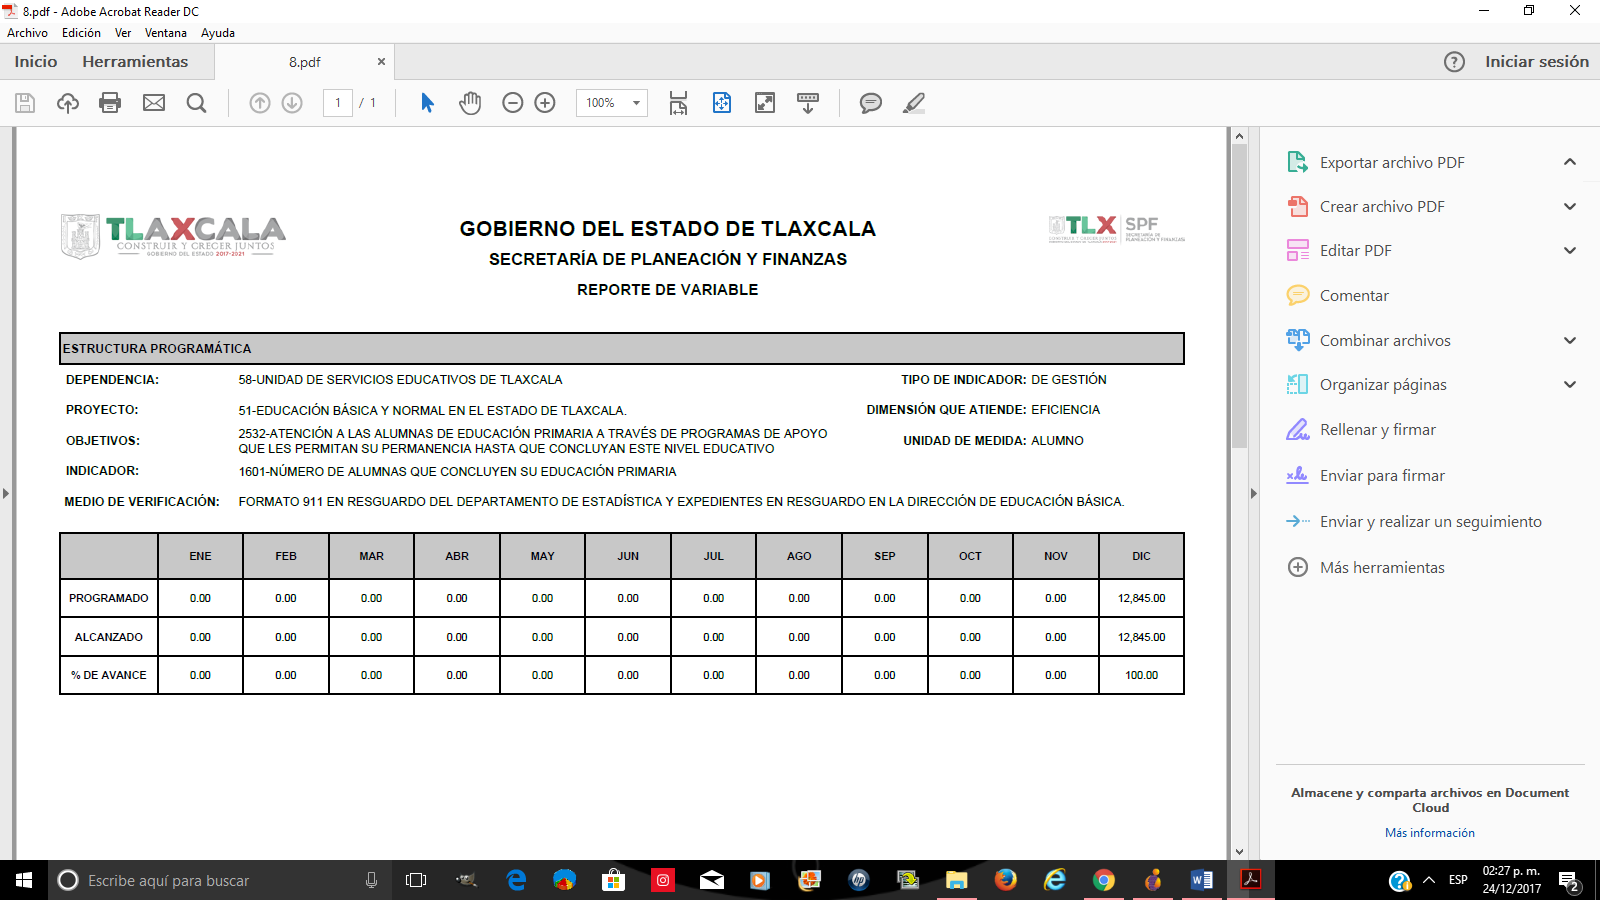 8.pdf - Adobe Acrobat Reader DC
Archivo Edición Ver Ventana Ayuda
Inicio Herramientas 8.pdf × Iniciar sesión
1 / 1 100%
TLAXCALA
CONSTRUIR Y CRECER JUNTOS
GOBIERNO DEL ESTADO 2017-2021
GOBIERNO DEL ESTADO DE TLAXCALA
SECRETARÍA DE PLANEACIÓN Y FINANZAS
REPORTE DE VARIABLE
TLX SPF
SECRETARÍA DE
PLANEACIÓN Y FINANZAS
CONSTRUIR Y CRECER JUNTOS
ESTRUCTURA PROGRAMÁTICA
DEPENDENCIA: 58-UNIDAD DE SERVICIOS EDUCATIVOS DE TLAXCALA TIPO DE INDICADOR: DE GESTIÓN
PROYECTO: 51-EDUCACIÓN BÁSICA Y NORMAL EN EL ESTADO DE TLAXCALA. DIMENSIÓN QUE ATIENDE: EFICIENCIA
OBJETIVOS: 2532-ATENCIÓN A LAS ALUMNAS DE EDUCACIÓN PRIMARIA A TRAVÉS DE PROGRAMAS DE APOYO
QUE LES PERMITAN SU PERMANENCIA HASTA QUE CONCLUYAN ESTE NIVEL EDUCATIVO UNIDAD DE MEDIDA: ALUMNO
INDICADOR: 1601-NÚMERO DE ALUMNAS QUE CONCLUYEN SU EDUCACIÓN PRIMARIA
MEDIO DE VERIFICACIÓN: FORMATO 911 EN RESGUARDO DEL DEPARTAMENTO DE ESTADÍSTICA Y EXPEDIENTES EN RESGUARDO EN LA DIRECCIÓN DE EDUCACIÓN BÁSICA.
ENE FEB MAR ABR MAY JUN JUL AGO SEP OCT NOV DIC
PROGRAMADO 0.00 0.00 0.00 0.00 0.00 0.00 0.00 0.00 0.00 0.00 0.00 12,845.00
ALCANZADO 0.00 0.00 0.00 0.00 0.00 0.00 0.00 0.00 0.00 0.00 0.00 12,845.00
% DE AVANCE 0.00 0.00 0.00 0.00 0.00 0.00 0.00 0.00 0.00 0.00 0.00 100.00
Exportar archivo PDF
Crear archivo PDF
Editar PDF
Comentar
Combinar archivos
Organizar páginas
Rellenar y firmar
Enviar para firmar
Enviar y realizar un seguimiento
Más herramientas
Almacene y comparta archivos en Document
Cloud
Más información
Escribe aquí para buscar
ESP
02:27 p. m.
24/12/2017
2